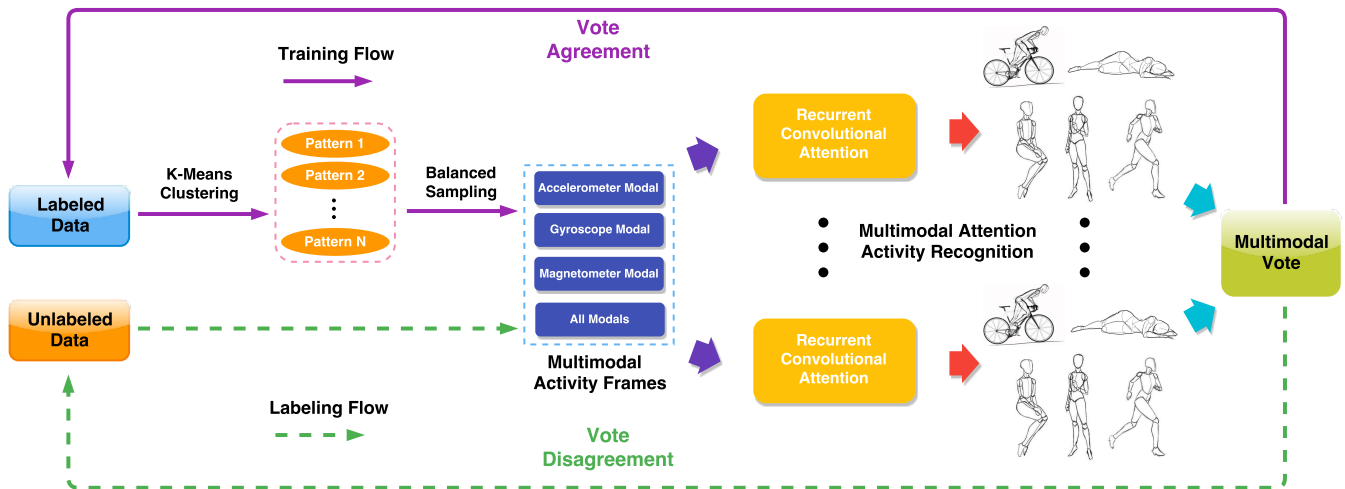 Vote
Agreement
Training Flow
Recurrent
Convolutional
Attention
Pattern 1
Pattern 2
Pattern N
K-Means
Clustering
Balanced
Sampling
Labeled
Data
Accelerometer Modal
Gyroscope Modal
Magnetometer Modal
All Modals
Multimodal
Activity Frames
Multimodal Attention
Activity Recognition
Multimodal
Vote
Unlabeled
Data
Recurrent
Convolutional
Attention
Labeling Flow
Vote
Disagreement